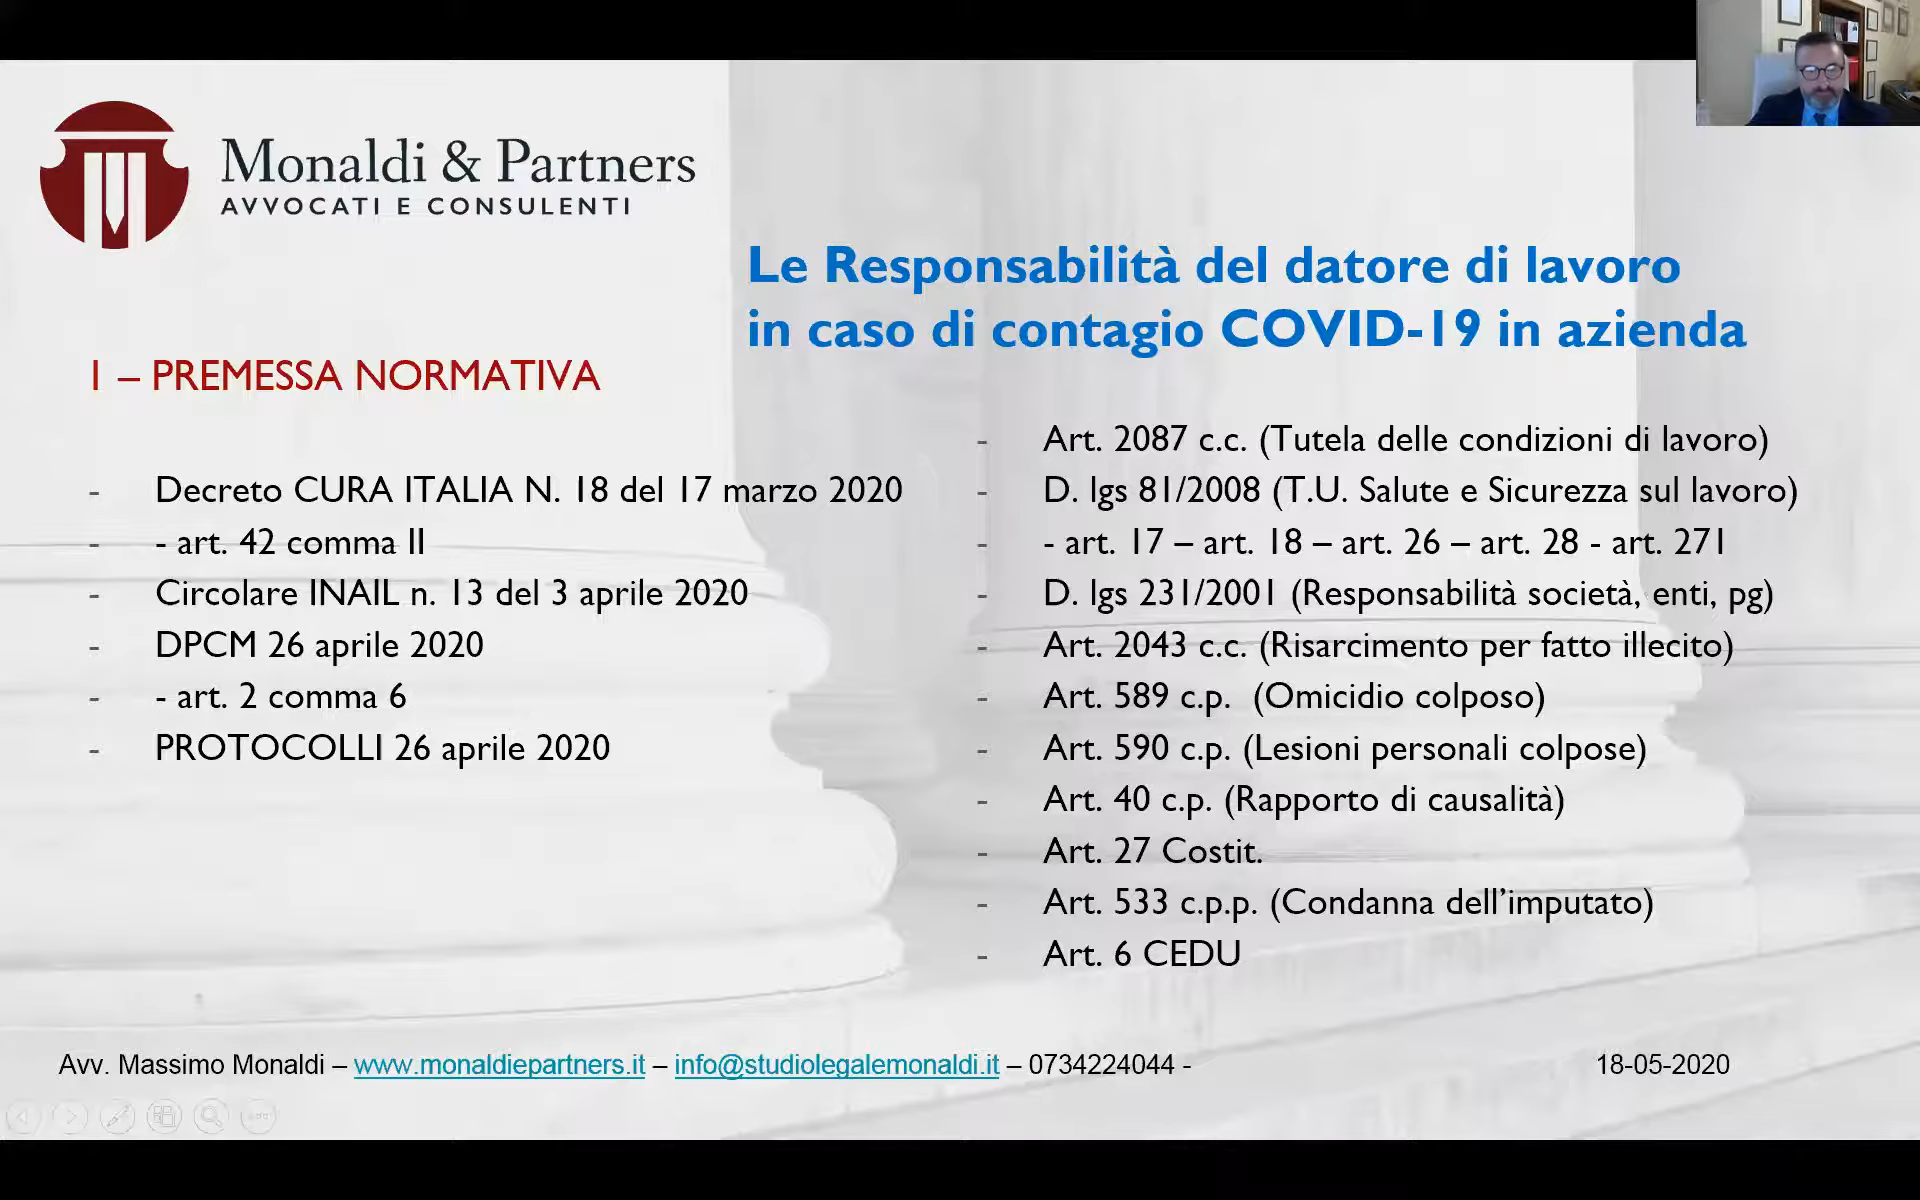 Monaldi & Partners
AVVOCATI E CONSULENTI
Le Responsabilità del datore di lavoro
in caso di contagio COVID-19 in azienda
1 – PREMESSA NORMATIVA
- Decreto CURA ITALIA N. 18 del 17 marzo 2020
- - art. 42 comma II
- Circolare INAIL n. 13 del 3 aprile 2020
- DPCM 26 aprile 2020
- - art. 2 comma 6
- PROTOCOLLI 26 aprile 2020
- Art. 2087 c.c. (Tutela delle condizioni di lavoro)
- D. lgs 81/2008 (T.U. Salute e Sicurezza sul lavoro)
- - art. 17 – art. 18 – art. 26 – art. 28 - art. 271
- D. lgs 231/2001 (Responsabilità società, enti, pg)
- Art. 2043 c.c. (Risarcimento per fatto illecito)
- Art. 589 c.p. (Omicidio colposo)
- Art. 590 c.p. (Lesioni personali colpose)
- Art. 40 c.p. (Rapporto di causalità)
- Art. 27 Costit.
- Art. 533 c.p.p. (Condanna dell’imputato)
- Art. 6 CEDU
Avv. Massimo Monaldi – www.monaldiepartners.it – info@studiolegalemonaldi.it – 0734224044 -
18-05-2020